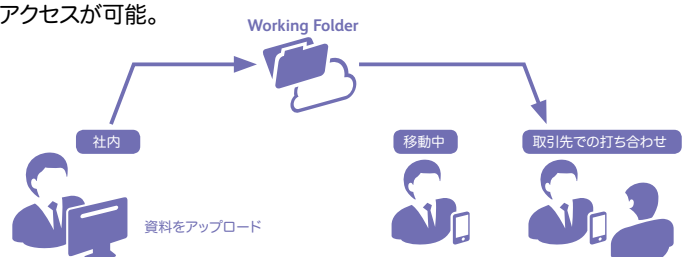 アクセスが可能。
Working Folder
社内
移動中
取引先での打ち合わせ
資料をアップロード